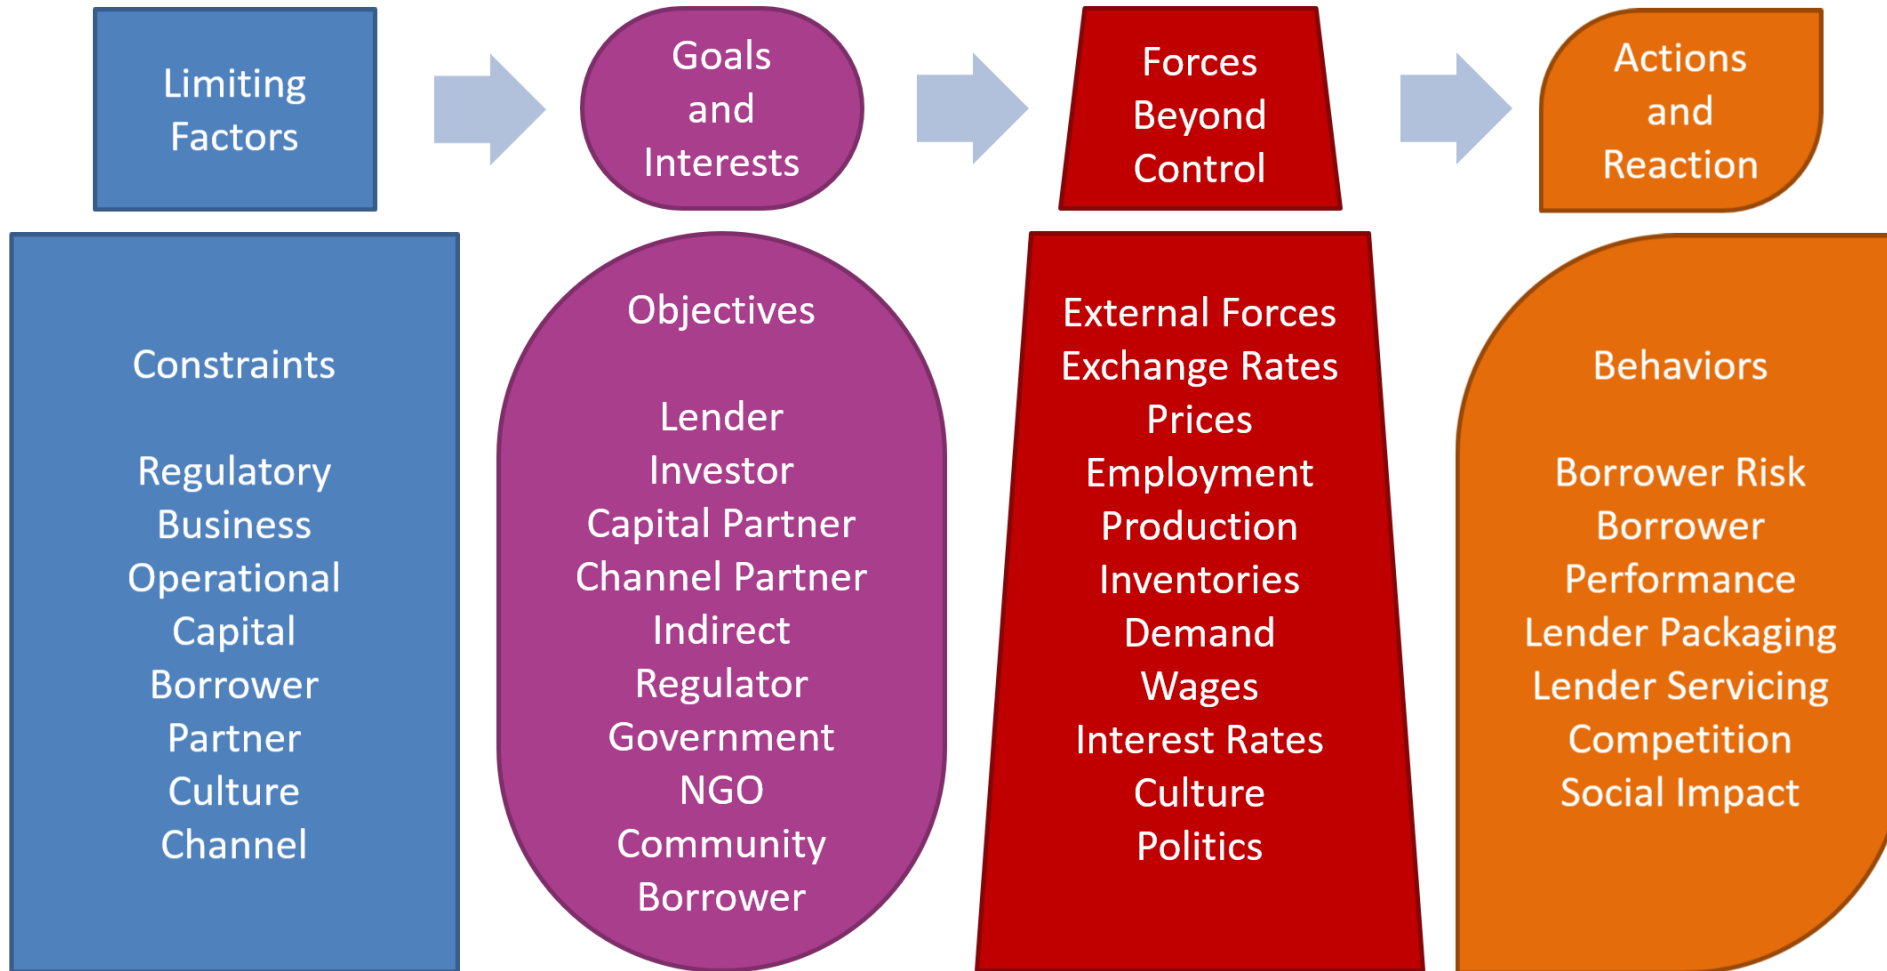 Limiting
Factors
Goals
and
Interests
Forces
Beyond
Control
Actions
and
Reaction
Constraints
Regulatory
Business
Operational
Capital
Borrower
Partner
Culture
Channel
Objectives
Lender
Investor
Capital Partner
Channel Partner
Indirect
Regulator
Government
NGO
Community
Borrower
External Forces
Exchange Rates
Prices
Employment
Production
Inventories
Demand
Wages
Interest Rates
Culture
Politics
Behaviors
Borrower Risk
Borrower
Performance
Lender Packaging
Lender Servicing
Competition
Social Impact